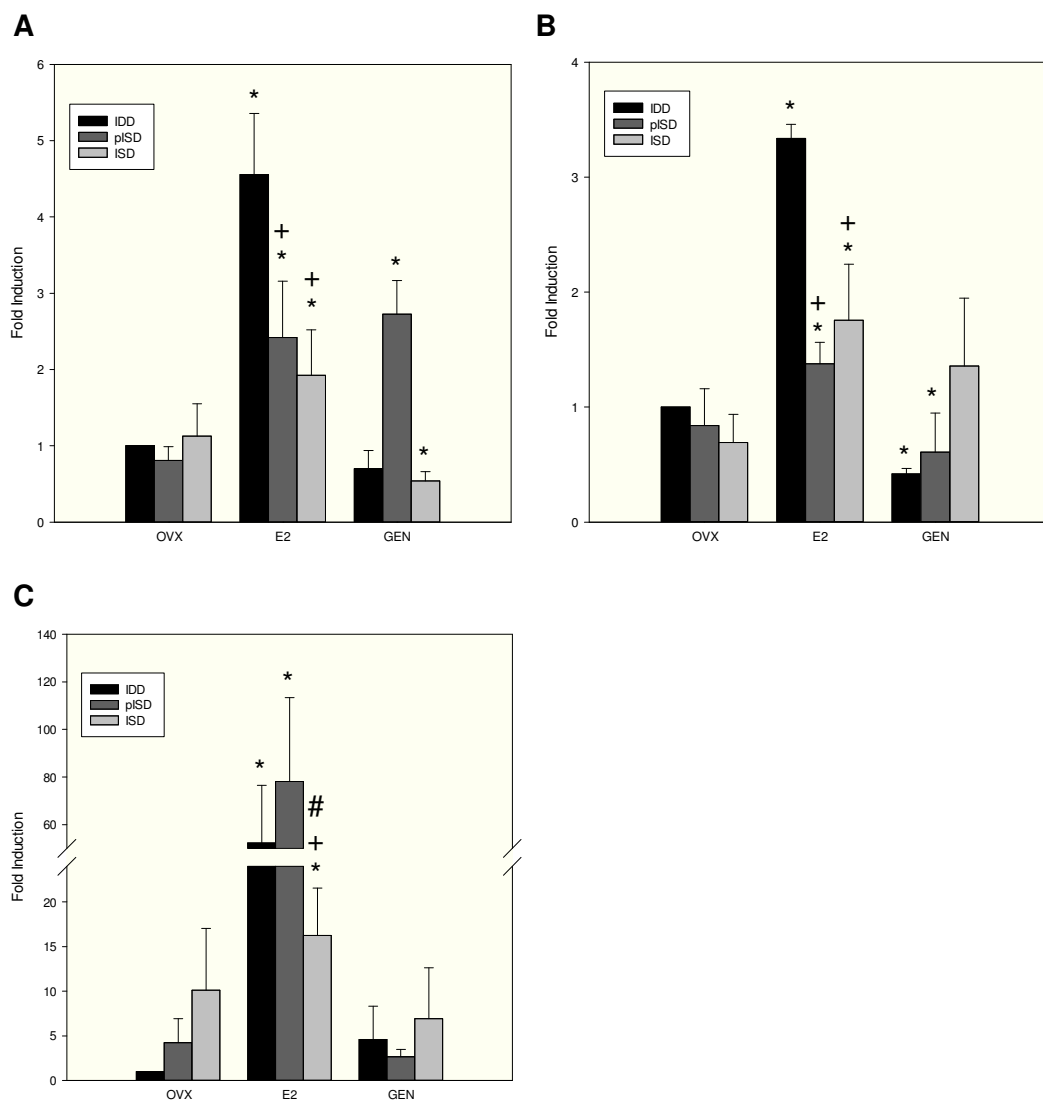 A
6
5
4
3
2
1
0
Fold Induction
IDD
pISD
ISD
*
+
*
+
*
*
*
OVX E2 GEN
B
4
3
2
1
0
Fold Induction
IDD
pISD
ISD
*
+
*
+
*
*
*
OVX E2 GEN
C
140
120
100
80
60
20
15
10
5
0
Fold Induction
IDD
pISD
ISD
*
*
#
+
*
OVX E2 GEN